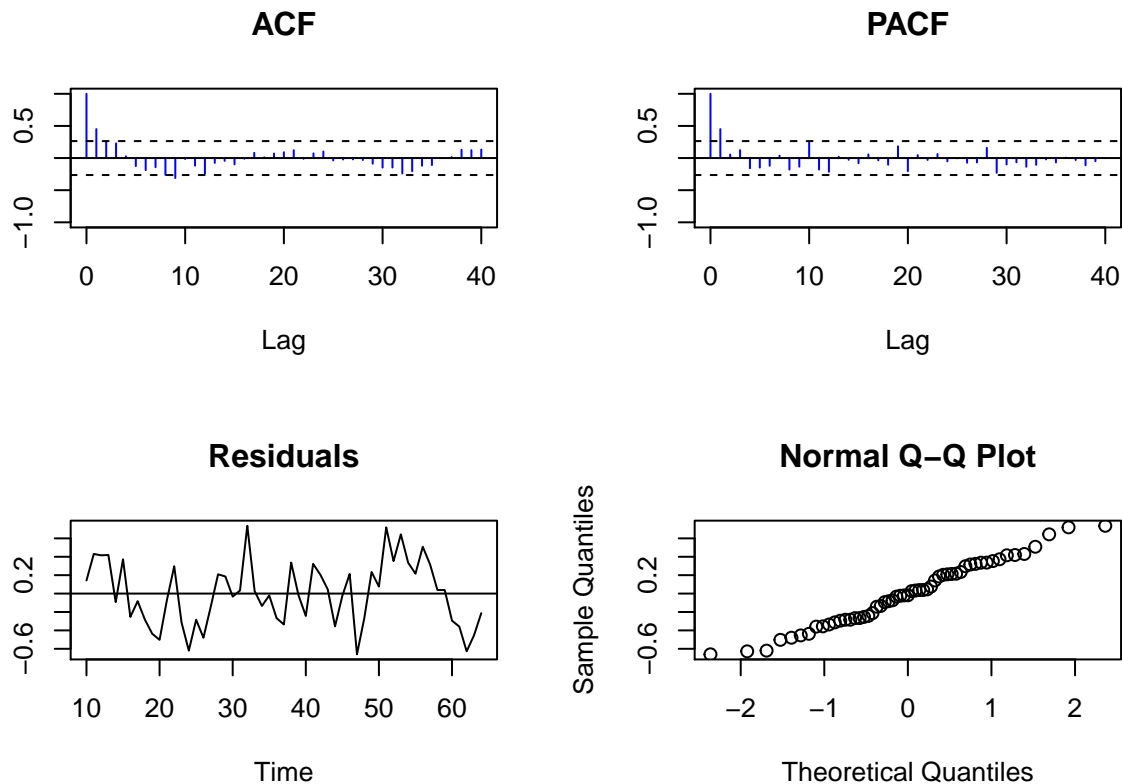 ACF
0.5
−1.0
0 10 20 30 40
Lag
PACF
0.5
−1.0
0 10 20 30 40
Lag
Residuals
0.2
−0.6
10 20 30 40 50 60
Time
Normal Q−Q Plot
Sample Quantiles
0.2
−0.6
−2 −1 0 1 2
Theoretical Quantiles